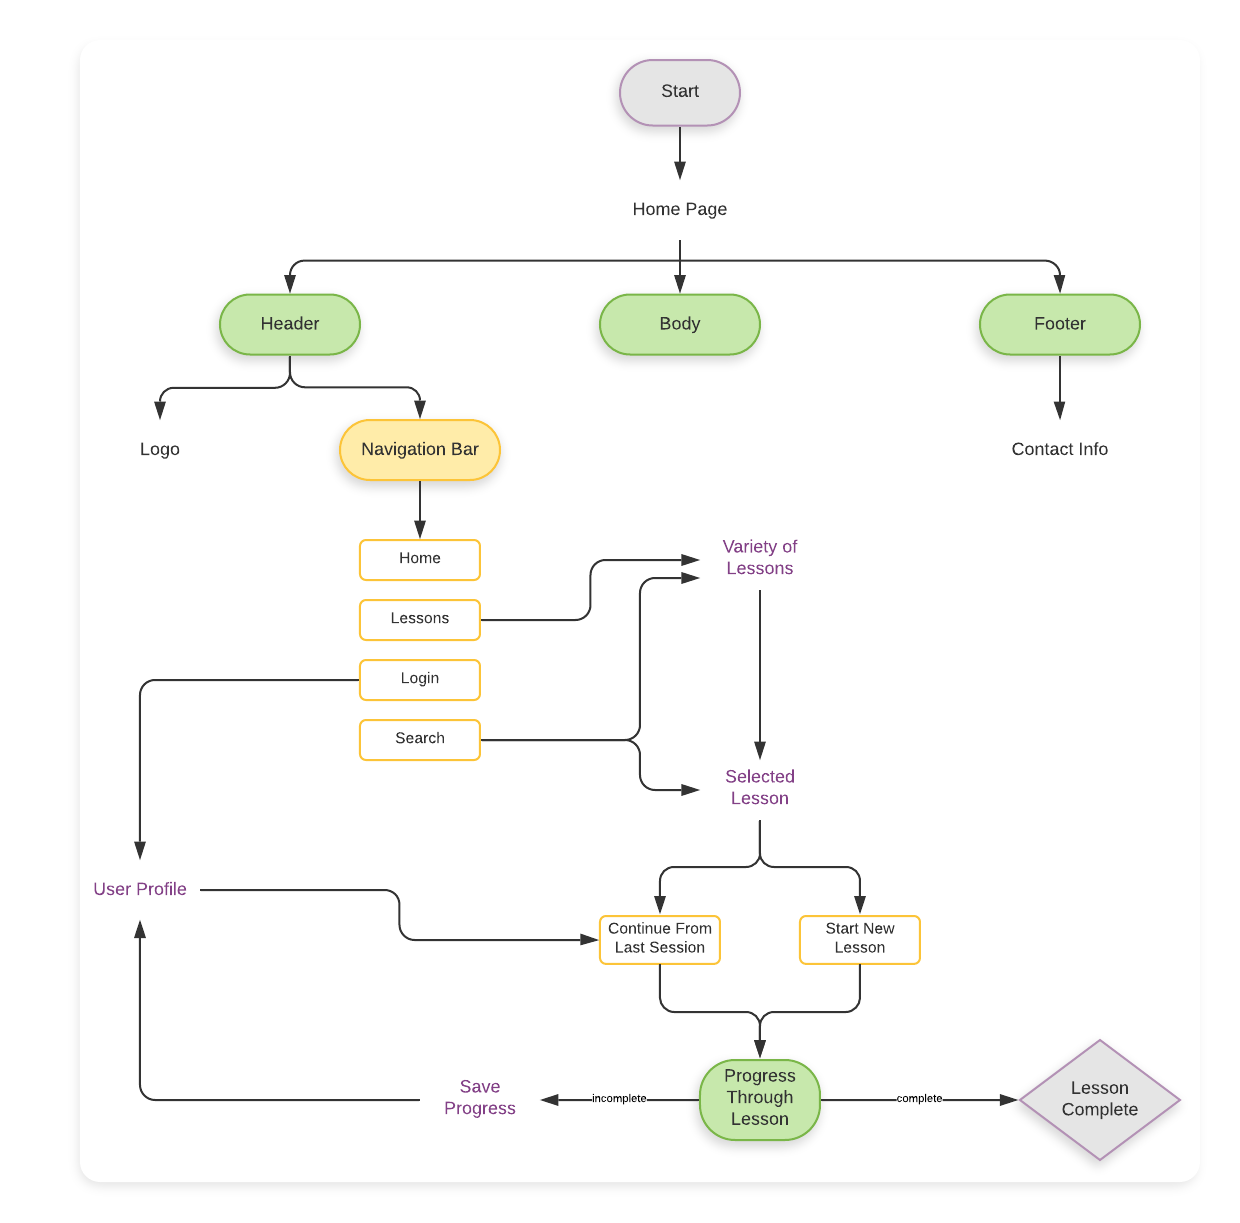 Start
Home Page
Header
Body
Footer
Logo
Navigation Bar
Contact Info
Home
Variety of
Lessons
Lessons
Login
Search
Selected
Lesson
User Profile
Continue From
Last Session
Start New
Lesson
Save
Progress
incomplete
Progress
Through
Lesson
complete
Lesson
Complete